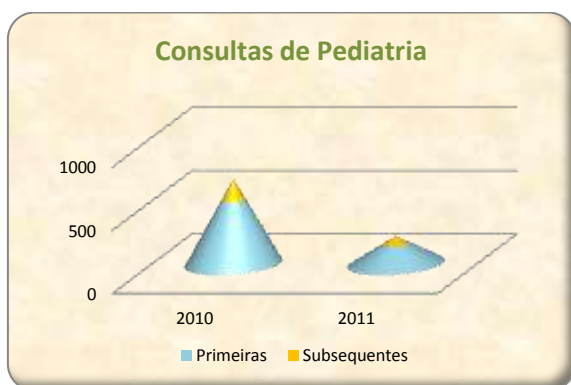 Consultas de Pediatria
1000
500
0
2010 2011
Primeiras Subsequentes